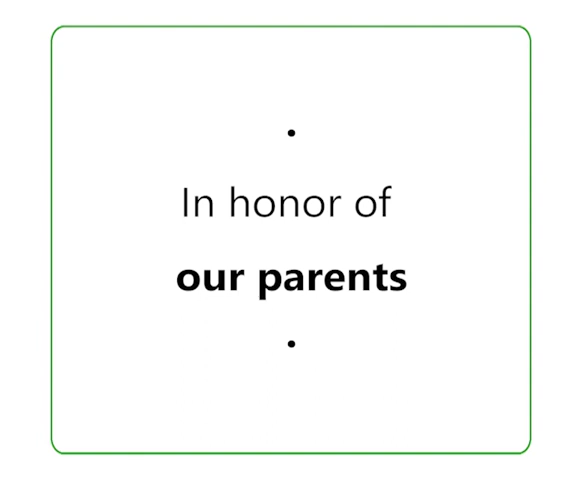 •
In honor of
our parents
•